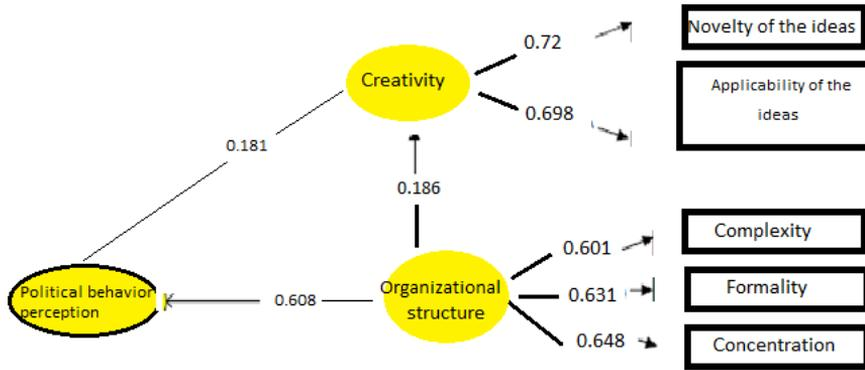 Novelty of the ideas
0.72
Creativity
Applicability of the
ideas
0.698
0.181
0.186
Complexity
0.601
Political behavior
perception
0.608
Organizational
structure
0.631
Formality
0.648
Concentration